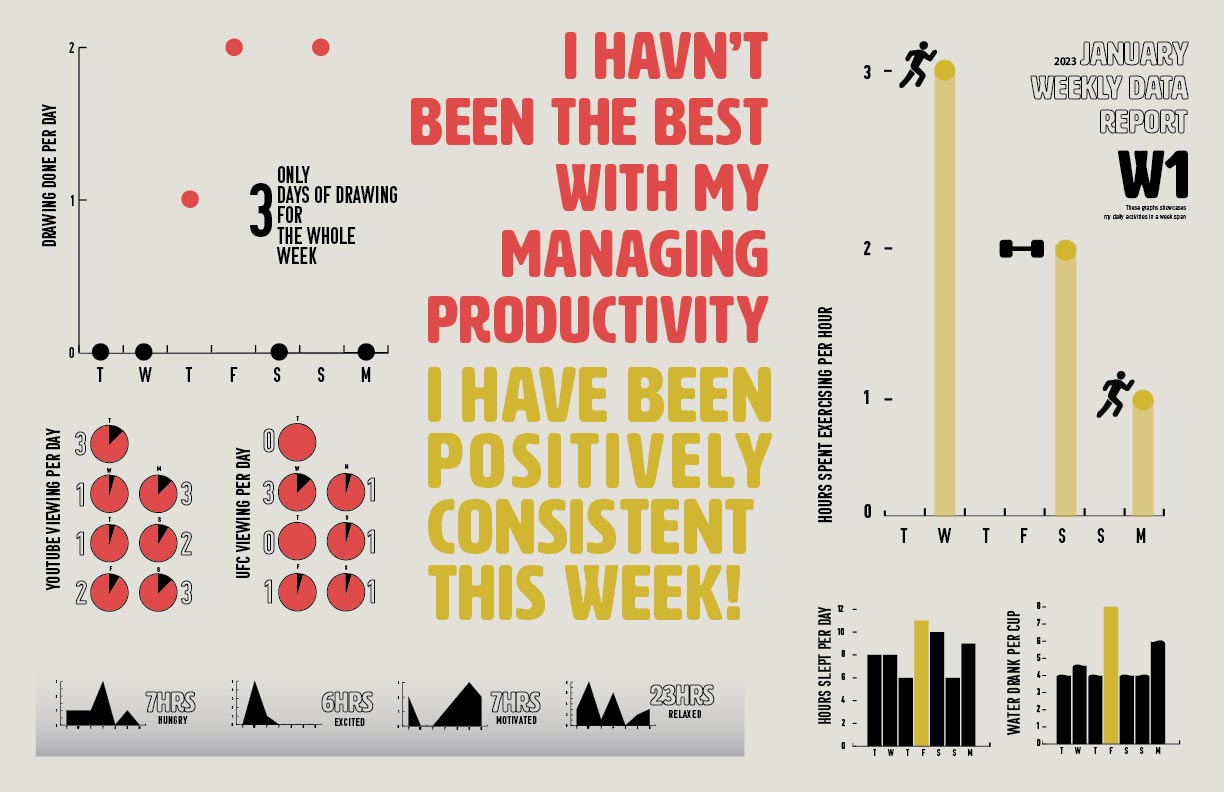 2
DRAWING DONE PER DAY
1
0
3
ONLY
DAYS OF DRAWING
FOR
THE WHOLE
WEEK
T W T F S S M
I HAVN'T
BEEN THE BEST
WITH MY
MANAGING
PRODUCTIVITY
I HAVE BEEN
POSITIVELY
CONSISTENT
THIS WEEK!
2023 JANUARY
WEEKLY DATA
REPORT
W1
These graphs showcases
my daily activities in a week span
HOURS SPENT EXERCISING PER HOUR
3
2
1
0
T W T F S S M
YOUTUBE VIEWING PER DAY
T
3
W M
1 3
T S
1 2
F S
2 3
UFC VIEWING PER DAY
T
0
W M
3 1
T S
0 1
F S
1 1
7HRS
HUNGRY
6HRS
EXCITED
7HRS
MOTIVATED
23HRS
RELAXED
HOURS SLEPT PER DAY
12
10
8
6
4
2
0
T W T F S S M
WATER DRANK PER CUP
8
7
6
5
4
3
2
1
0
T W T F S S M